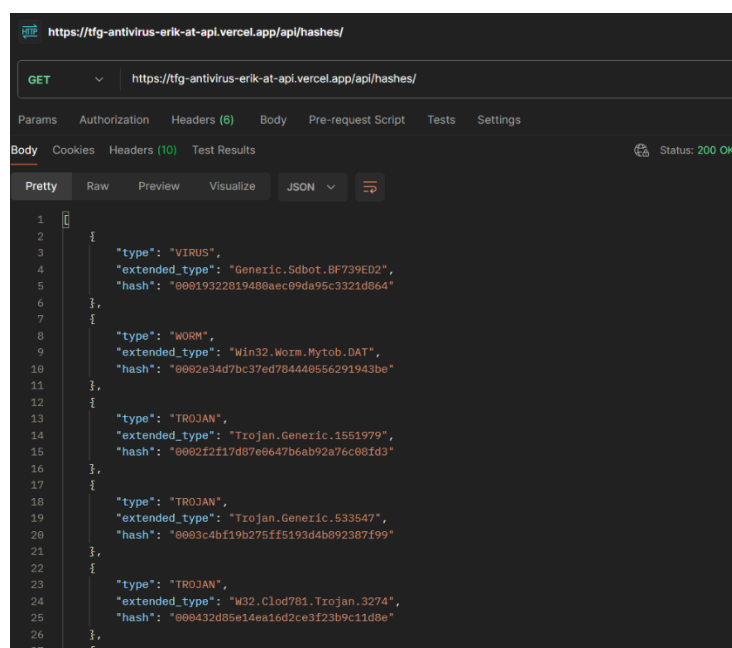 HTTP https://tfg-antivirus-erik-at-api.vercel.app/api/hashes/
GET https://tfg-antivirus-erik-at-api.vercel.app/api/hashes/
Params Authorization Headers (6) Body Pre-request Script Tests Settings
Body Cookies Headers (10) Test Results Status: 200 OK
Pretty Raw Preview Visualize JSON
1 [
2 {
3 "type": "VIRUS",
4 "extended_type": "Generic.Sdbot.BF739ED2",
5 "hash": "00019322819480aec09da95c3321d864"
6 },
7 {
8 "type": "WORM",
9 "extended_type": "Win32.Worm.Mytob.DAT",
10 "hash": "0002e34d7bc37ed784440556291943be"
11 },
12 {
13 "type": "TROJAN",
14 "extended_type": "Trojan.Generic.1551979",
15 "hash": "0002f2f17d87e0647b6ab92a76c08fd3"
16 },
17 {
18 "type": "TROJAN",
19 "extended_type": "Trojan.Generic.533547",
20 "hash": "0003c4bf19b275ff5193d4b892387f99"
21 },
22 {
23 "type": "TROJAN",
24 "extended_type": "W32.Clod781.Trojan.3274",
25 "hash": "000432d85e14ea16d2ce3f23b9c11d8e"
26 },